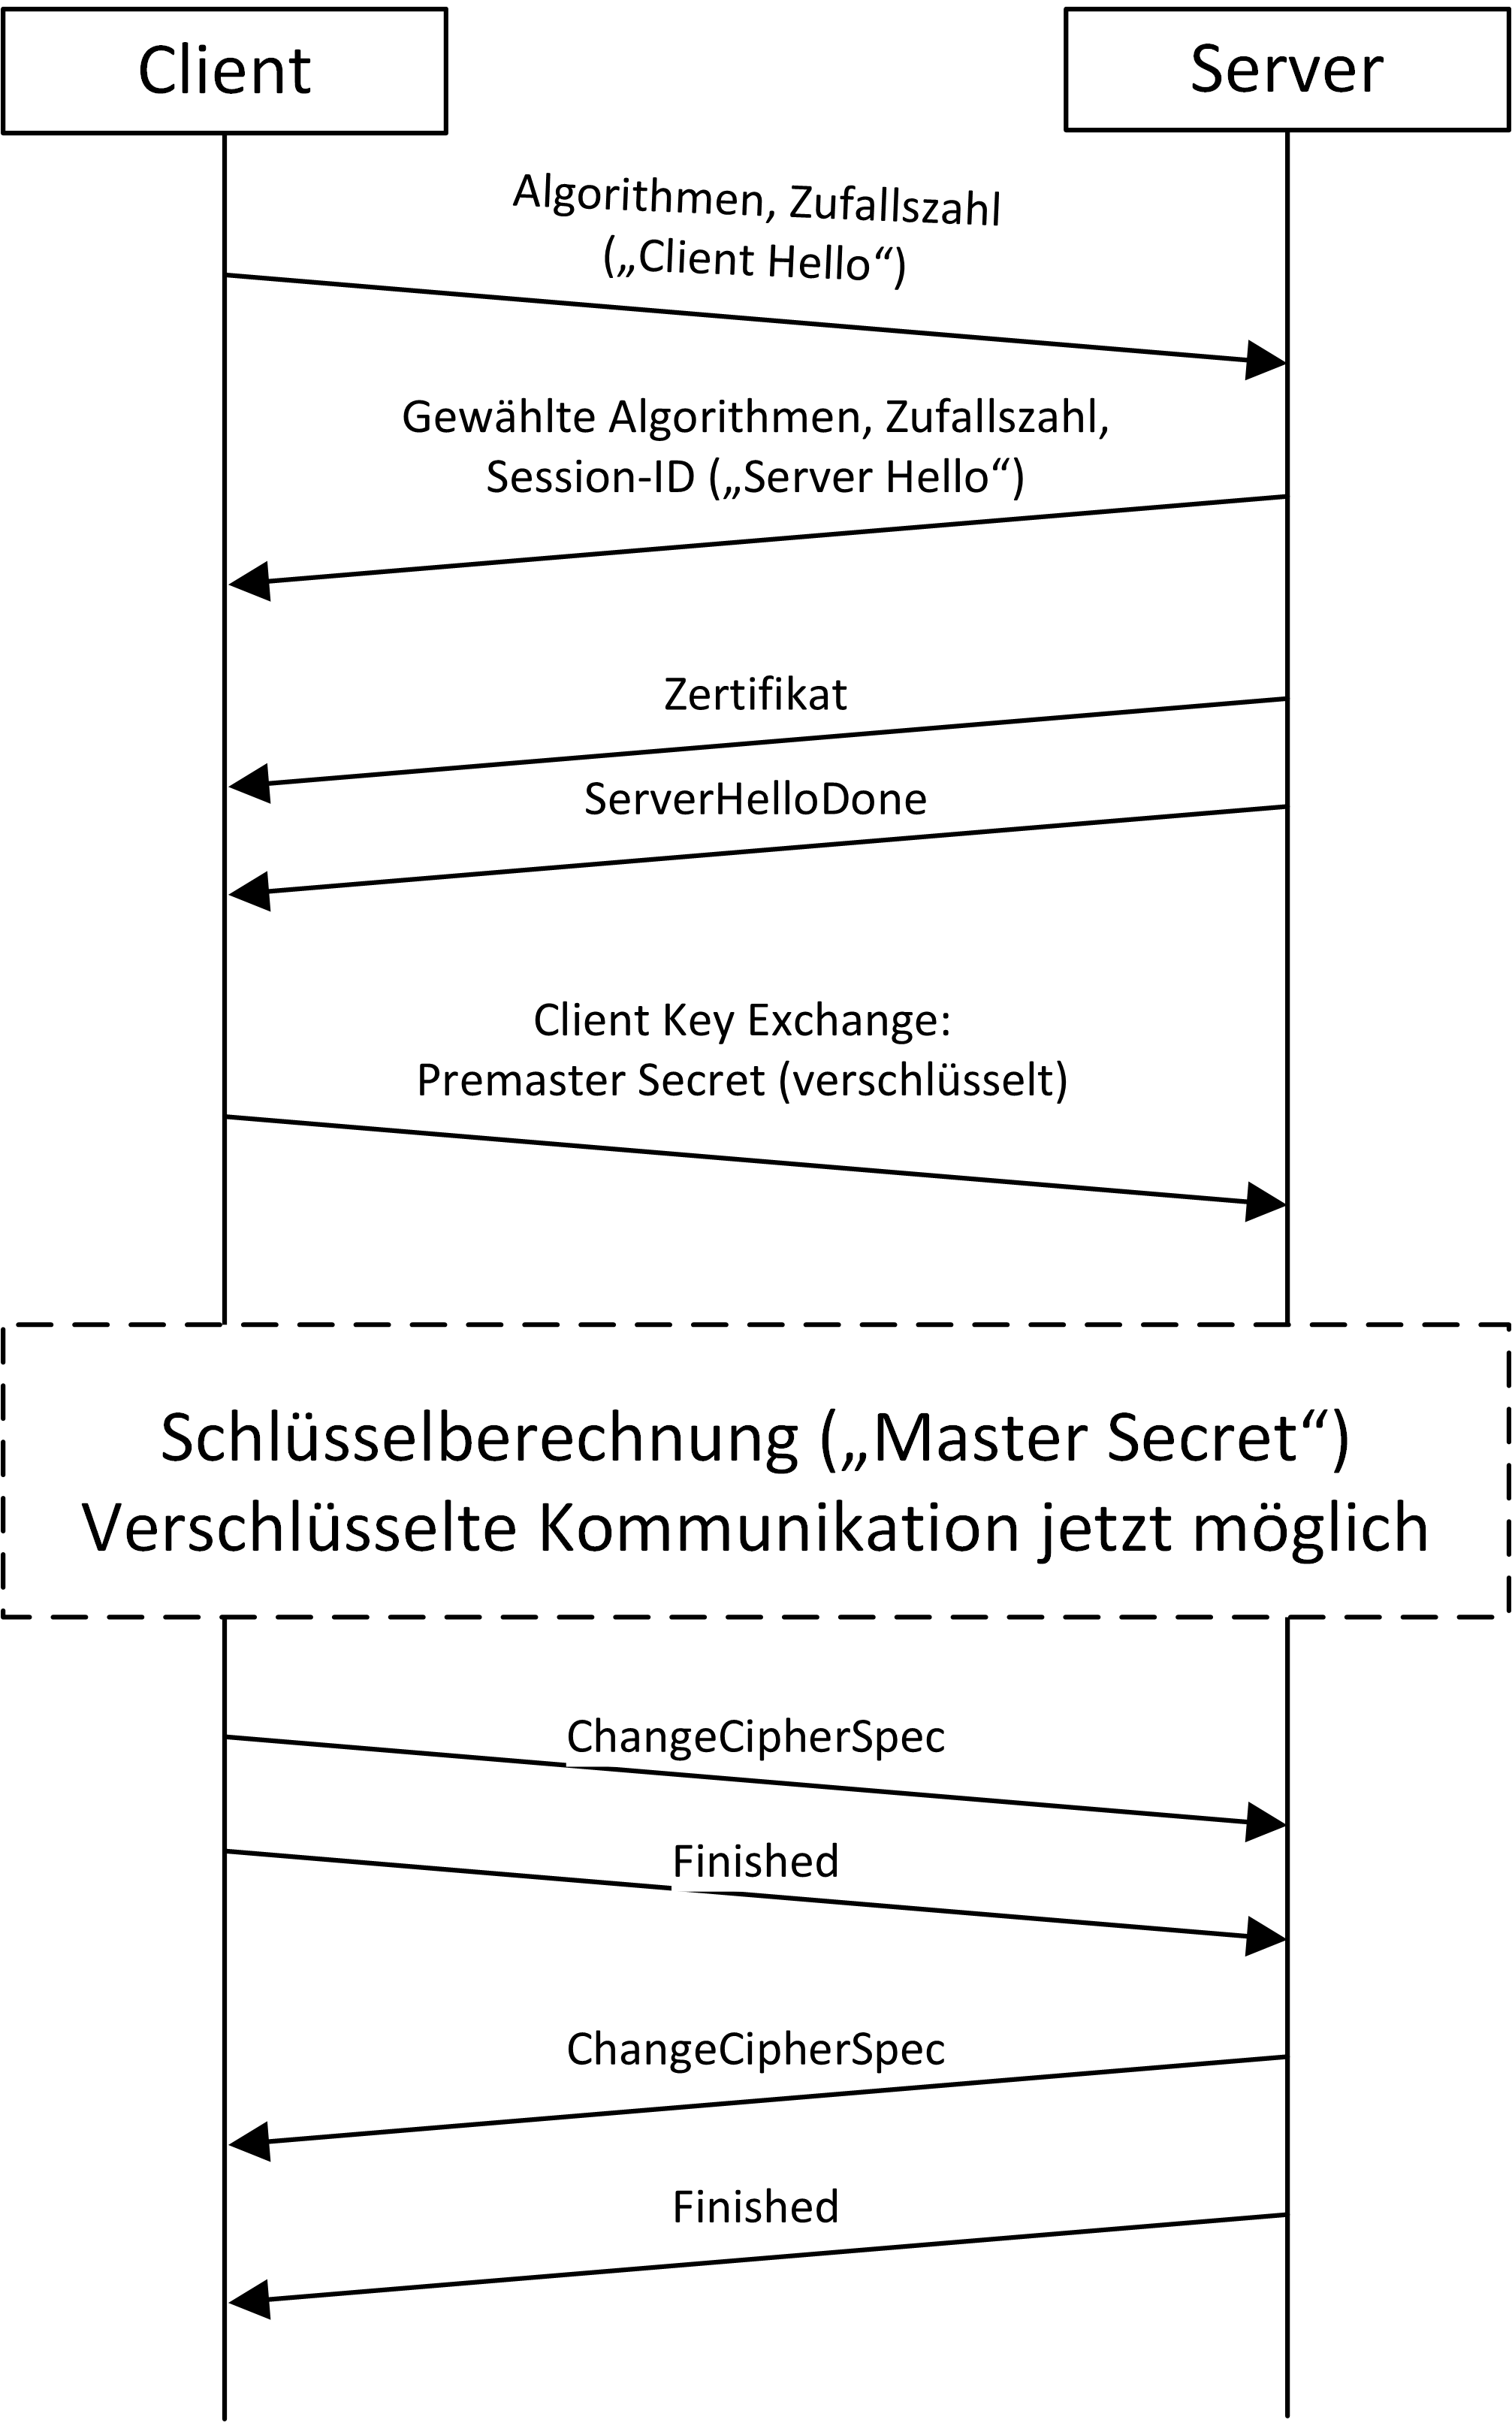 Client
Server
Algorithmen, Zufallszahl
(„Client Hello“)
Gewählte Algorithmen, Zufallszahl,
Session-ID („Server Hello“)
Zertifikat
ServerHelloDone
Client Key Exchange:
Premaster Secret (verschlüsselt)
Schlüsselberechnung („Master Secret“)
Verschlüsselte Kommunikation jetzt möglich
ChangeCipherSpec
Finished
ChangeCipherSpec
Finished